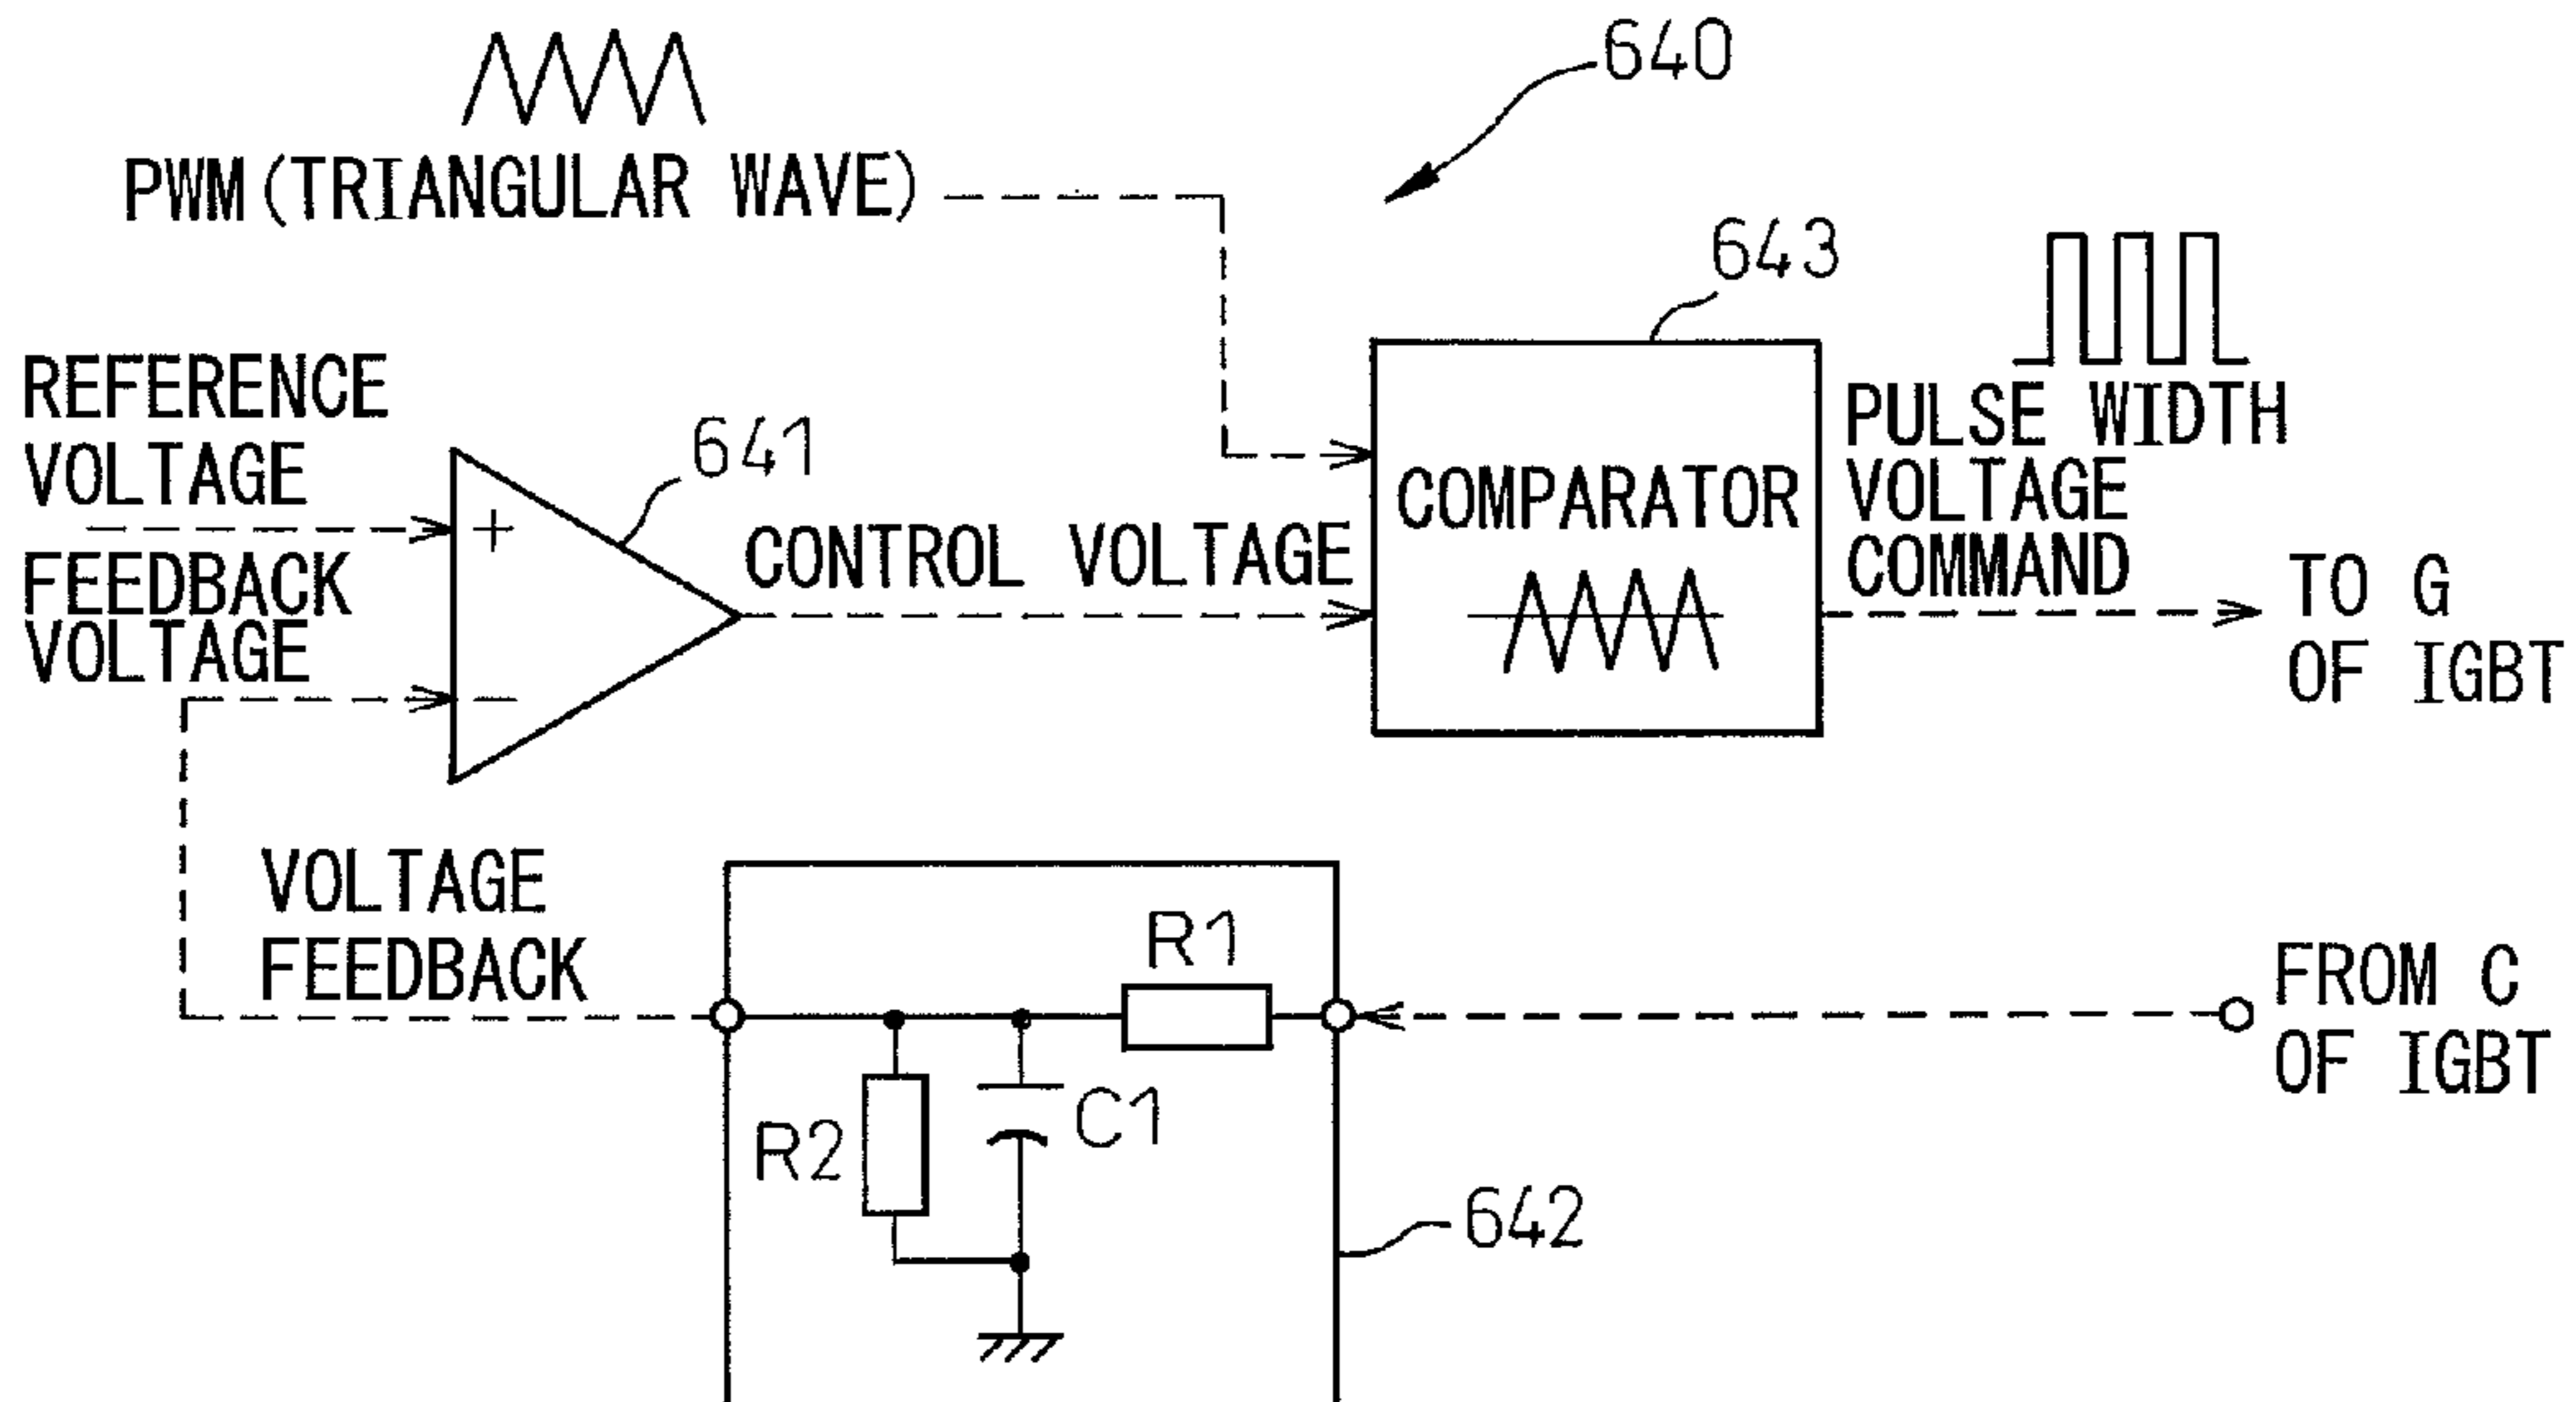 640
PWM(TRIANGULAR WAVE)
643
REFERENCE
VOLTAGE
641
+
FEEDBACK
VOLTAGE
−
CONTROL VOLTAGE
COMPARATOR
PULSE WIDTH
VOLTAGE
COMMAND
TO G
OF IGBT
VOLTAGE
FEEDBACK
R1
R2
C1
FROM C
OF IGBT
642